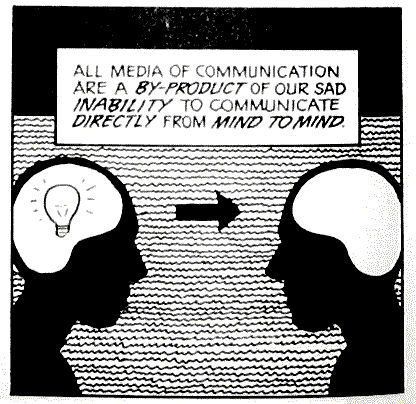 ALL MEDIA OF COMMUNICATION
ARE A BY-PRODUCT OF OUR SAD
INABILITY TO COMMUNICATE
DIRECTLY FROM MIND TO MIND.